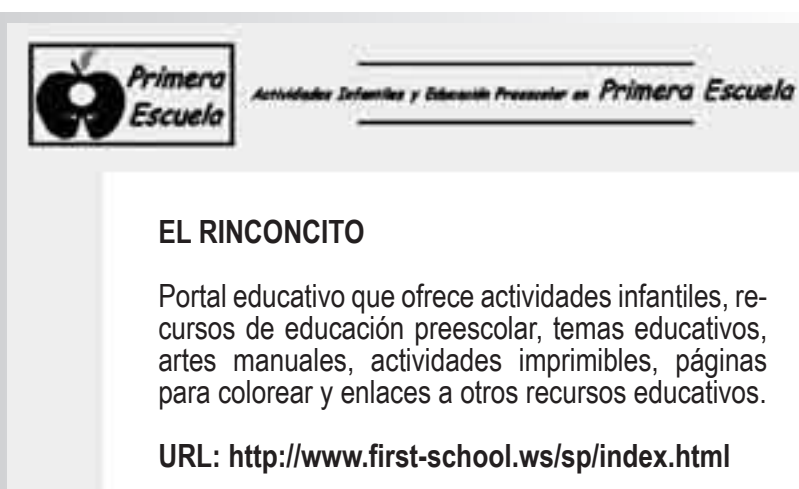 Primera
Escuela
Actividades Infantiles y Educación Preescolar en Primera Escuela
EL RINCONCITO
Portal educativo que ofrece actividades infantiles, re-
cursos de educación preescolar, temas educativos,
artes manuales, actividades imprimibles, páginas
para colorear y enlaces a otros recursos educativos.
URL: http://www.first-school.ws/sp/index.html